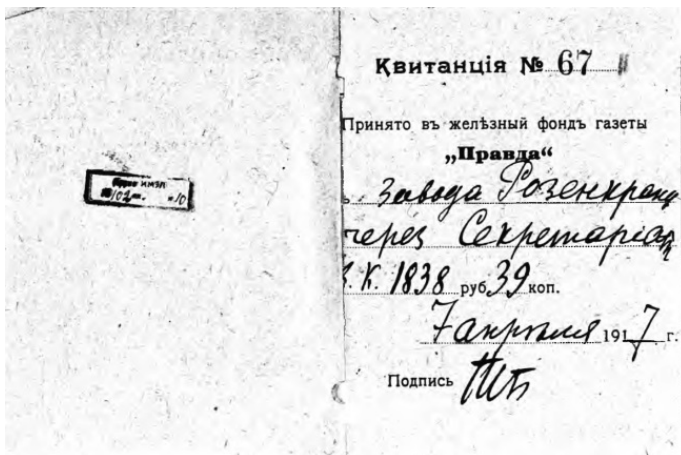 Квитанція № 67
Принято въ желѣзный фондъ газеты
„Правда“
завода Розенкранц
через Секретариат
К. 1838 руб. 39 коп.
7 апреля 1917 г.
Подпись
ИМЭЛ